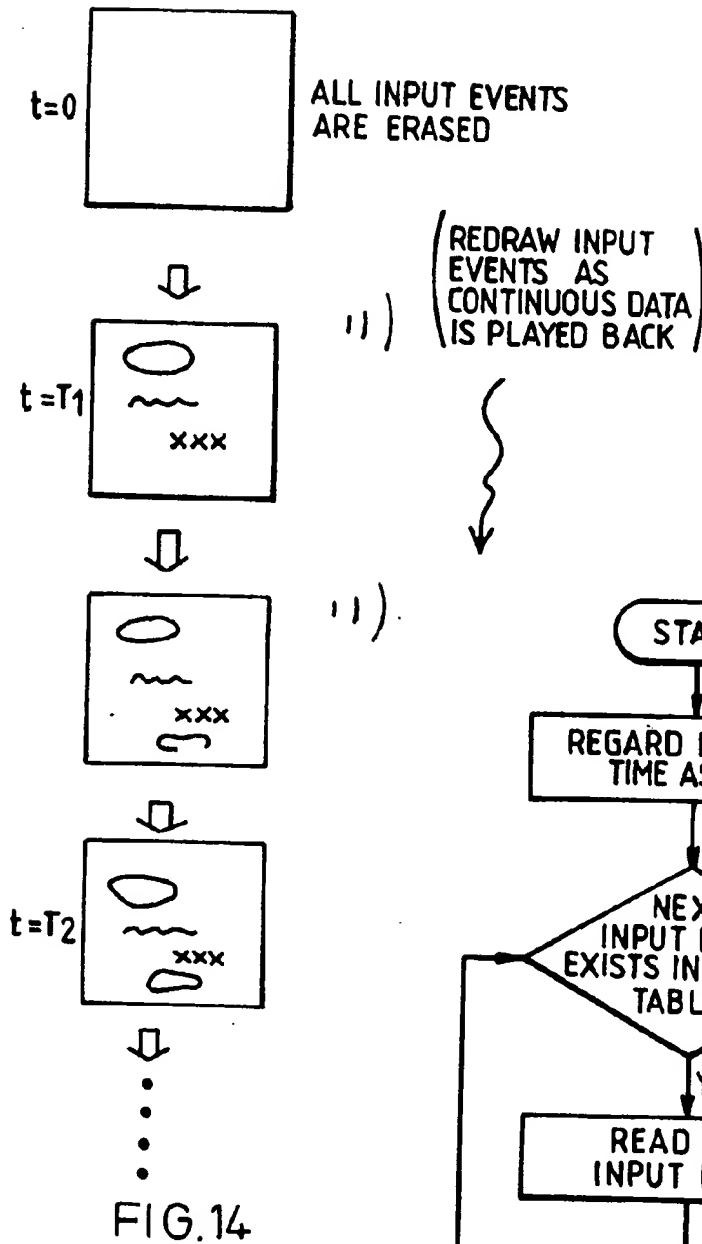 t=0
ALL INPUT EVENTS
ARE ERASED
REDRAW INPUT
EVENTS AS
CONTINUOUS DATA
IS PLAYED BACK
t=T1
xxx
xxx
t=T2
xxx
FIG.14
REGARD
TIME
INPUT
EXISTS IN
READ
INPUT